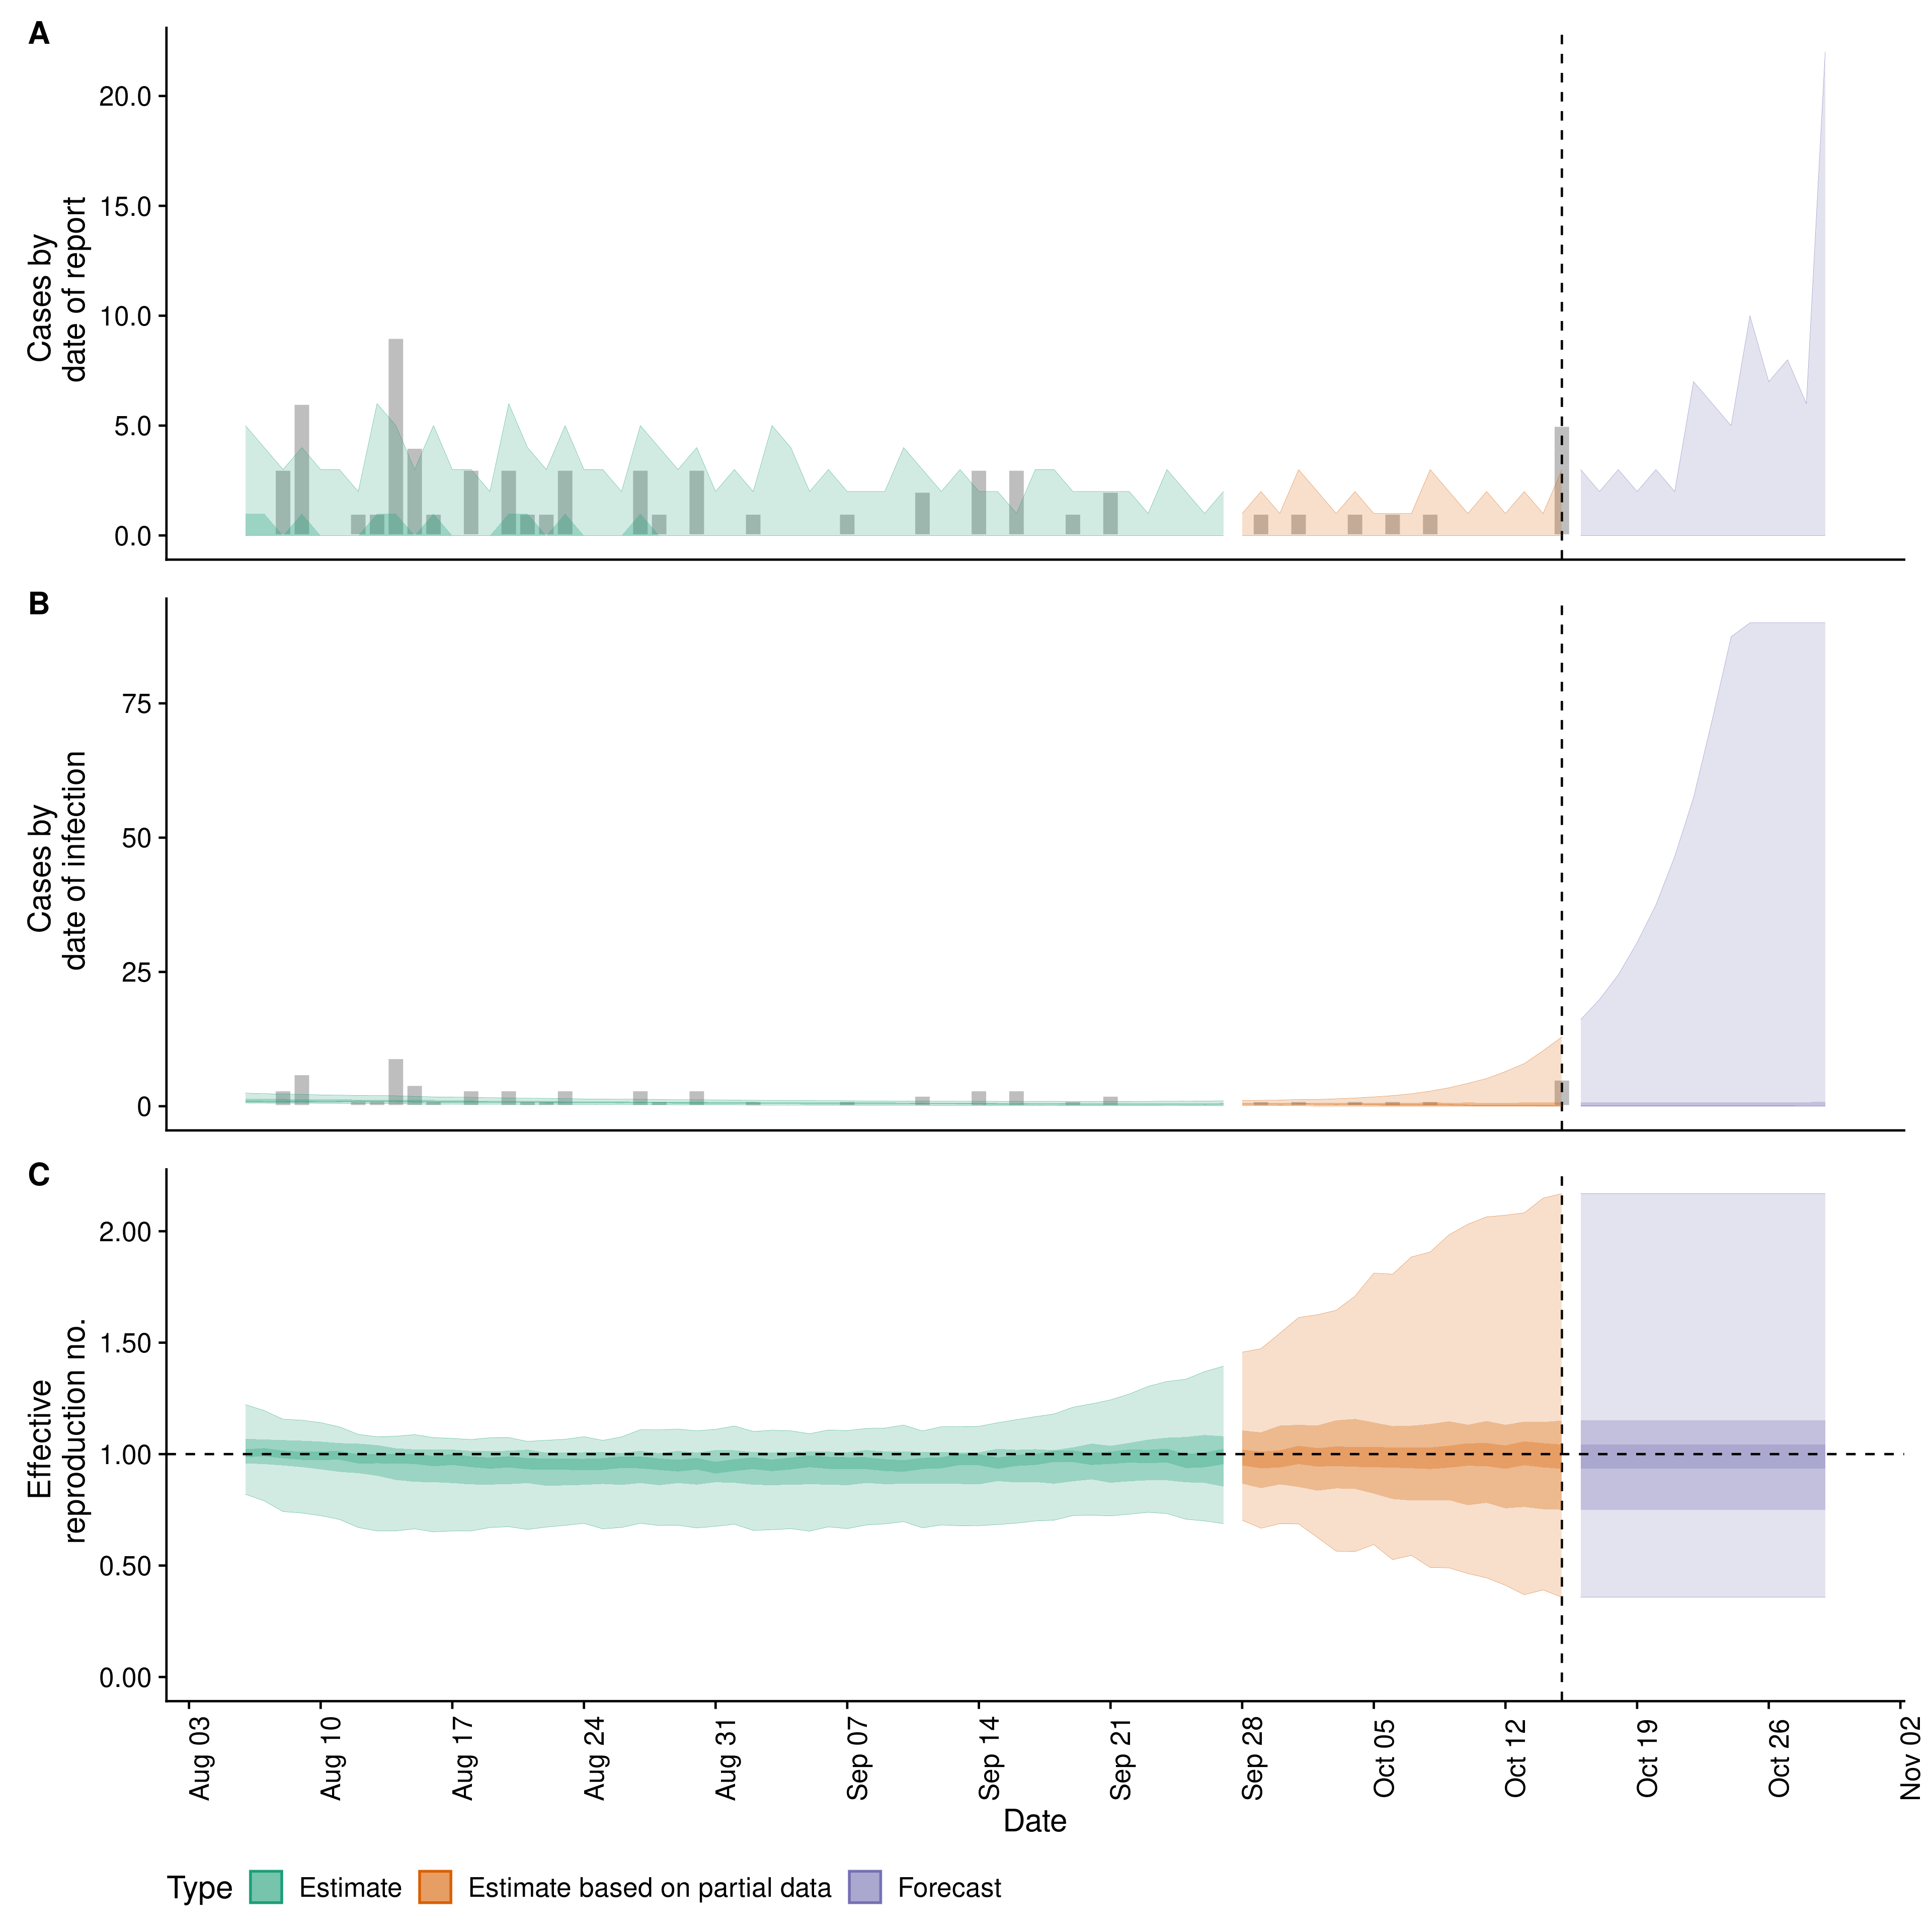 A
Cases by
date of report
20.0
15.0
10.0
5.0
0.0
B
Cases by
date of infection
75
50
25
0
C
Effective
reproduction no.
2.00
1.50
1.00
0.50
0.00
Aug 03
Aug 10
Aug 17
Aug 24
Aug 31
Sep 07
Sep 14
Sep 21
Sep 28
Oct 05
Oct 12
Oct 19
Oct 26
Nov 02
Date
Type Estimate Estimate based on partial data Forecast